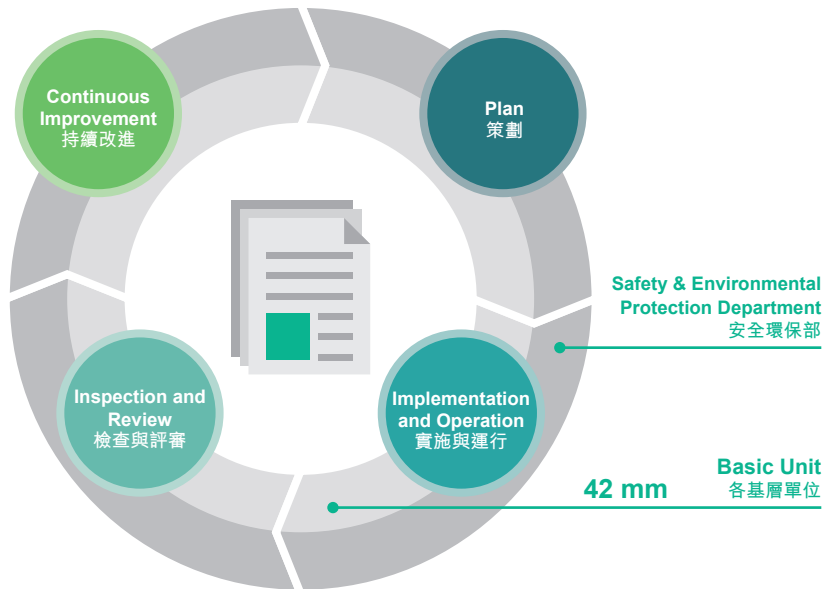 Continuous
Improvement
持續改進
Plan
策劃
Safety & Environmental
Protection Department
安全環保部
Inspection and
Review
檢查與評審
Implementation
and Operation
實施與運行
42 mm
Basic Unit
各基層單位